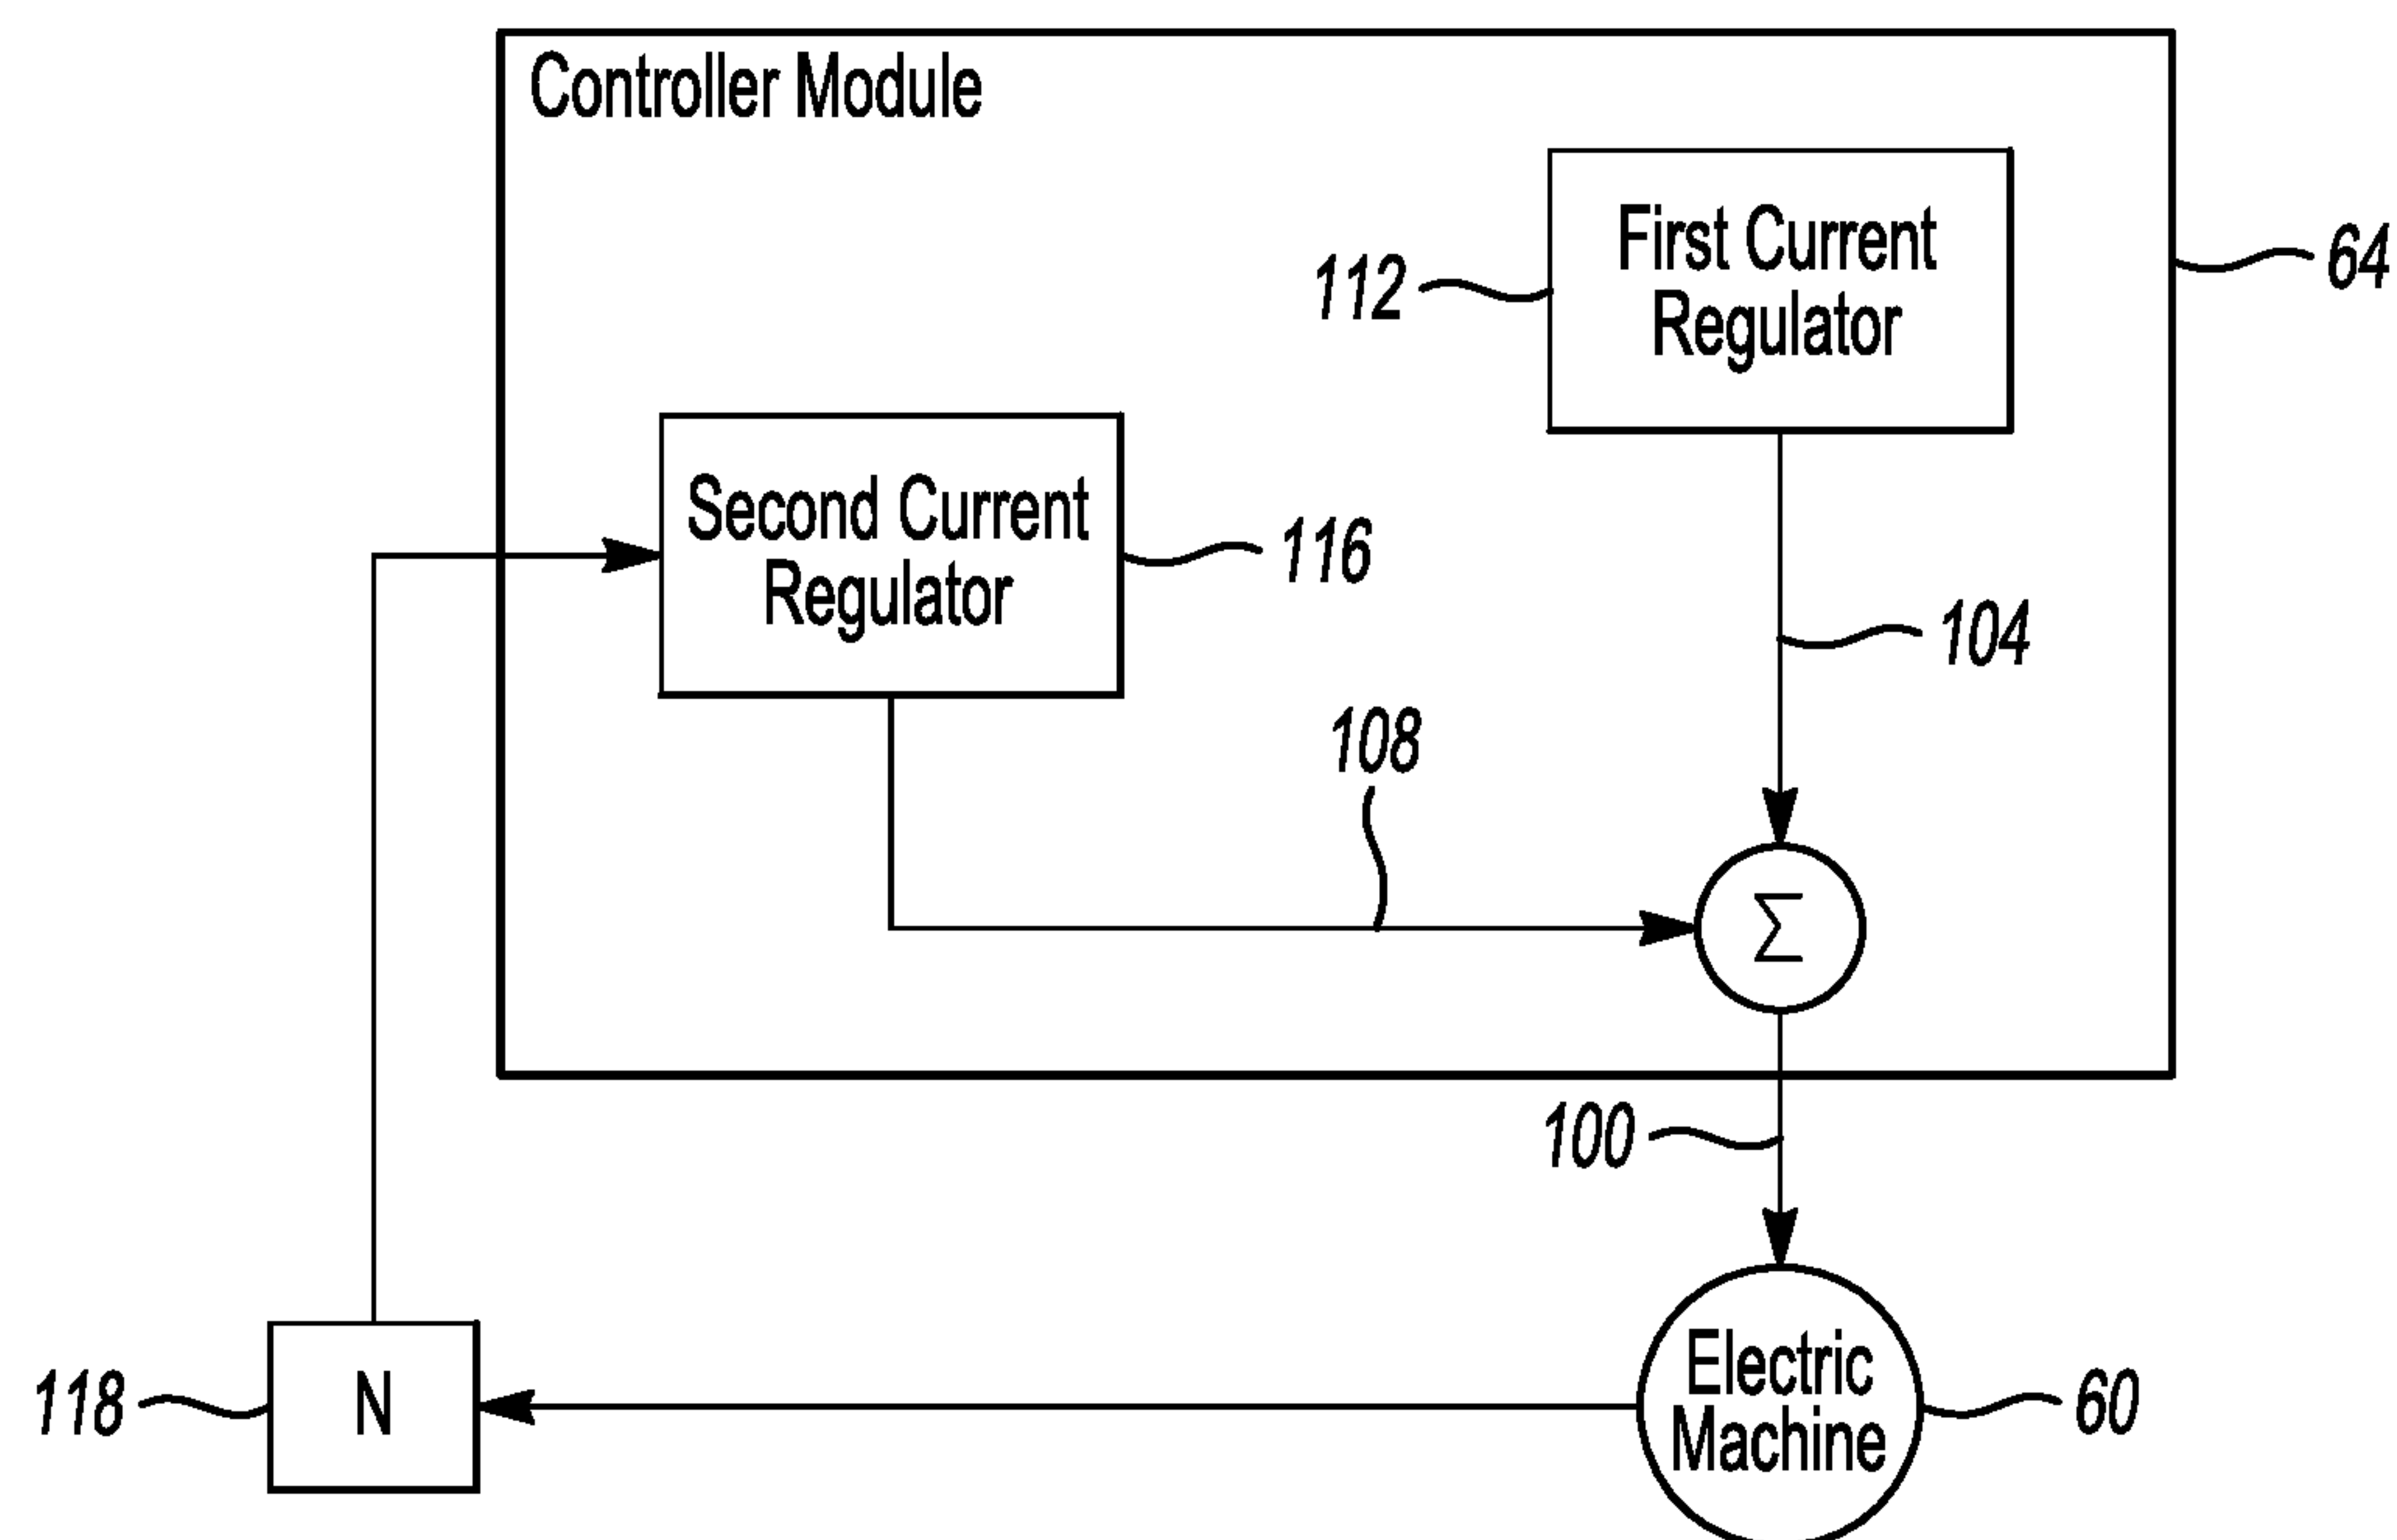 Controller Module
First Current
Regulator
112
64
Second Current
Regulator
116
104
108
Σ
100
Electric
Machine
60
N
118